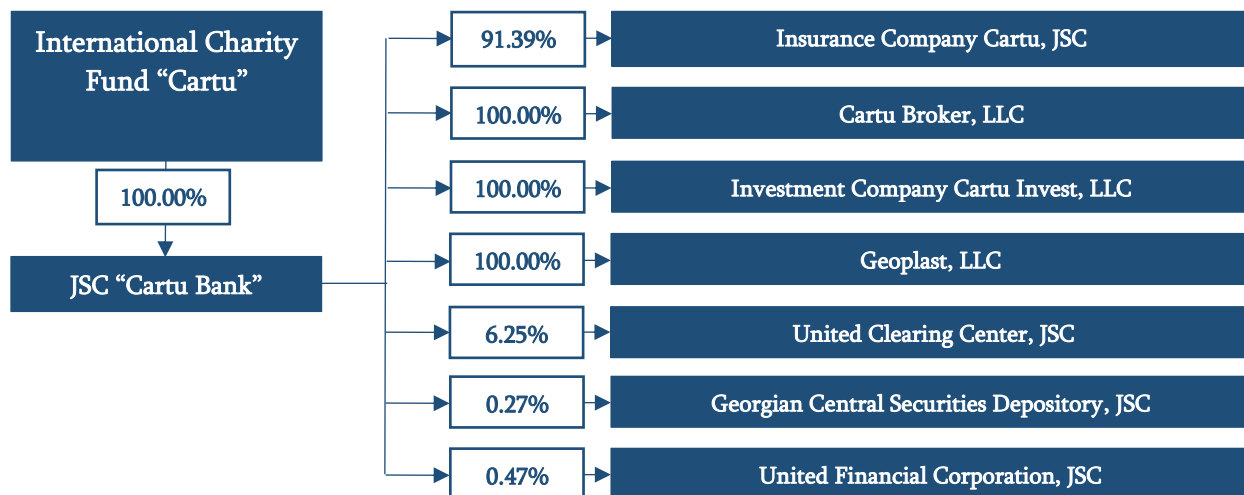 International Charity
Fund “Cartu”
100.00%
JSC “Cartu Bank”
91.39%
Insurance Company Cartu, JSC
100.00%
Cartu Broker, LLC
100.00%
Investment Company Cartu Invest, LLC
100.00%
Geoplast, LLC
6.25%
United Clearing Center, JSC
0.27%
Georgian Central Securities Depository, JSC
0.47%
United Financial Corporation, JSC